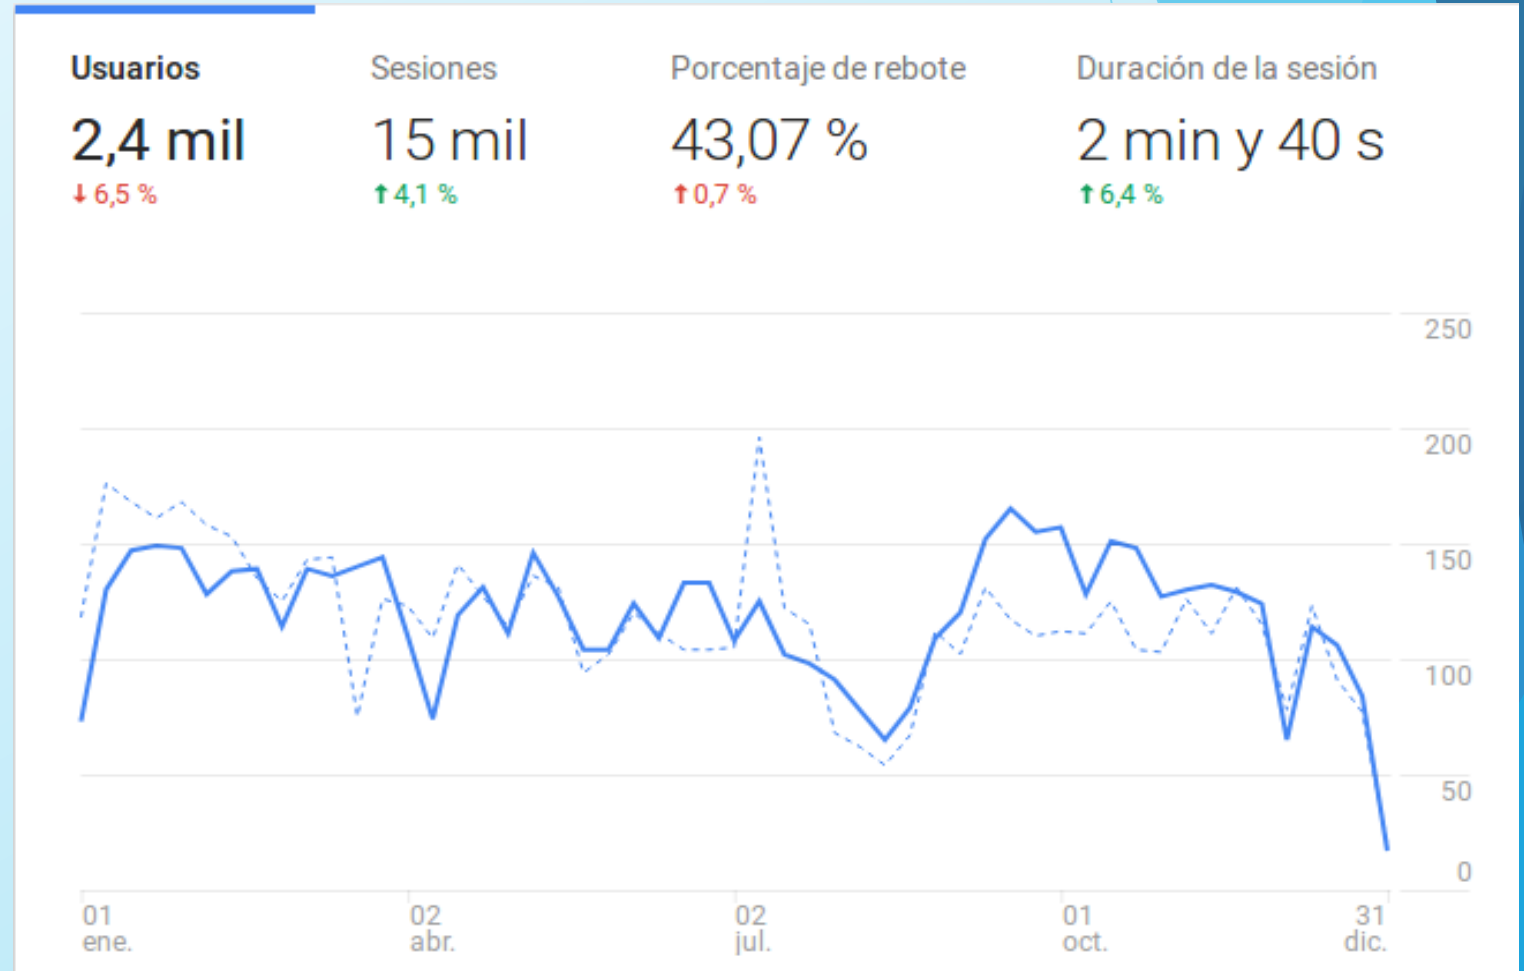 Usuarios
2,4 mil
↓ 6,5 %
Sesiones
15 mil
↑ 4,1 %
Porcentaje de rebote
43,07 %
↑ 0,7 %
Duración de la sesión
2 min y 40 s
↑ 6,4 %
250
200
150
100
50
0
01
ene.
02
abr.
02
jul.
01
oct.
31
dic.